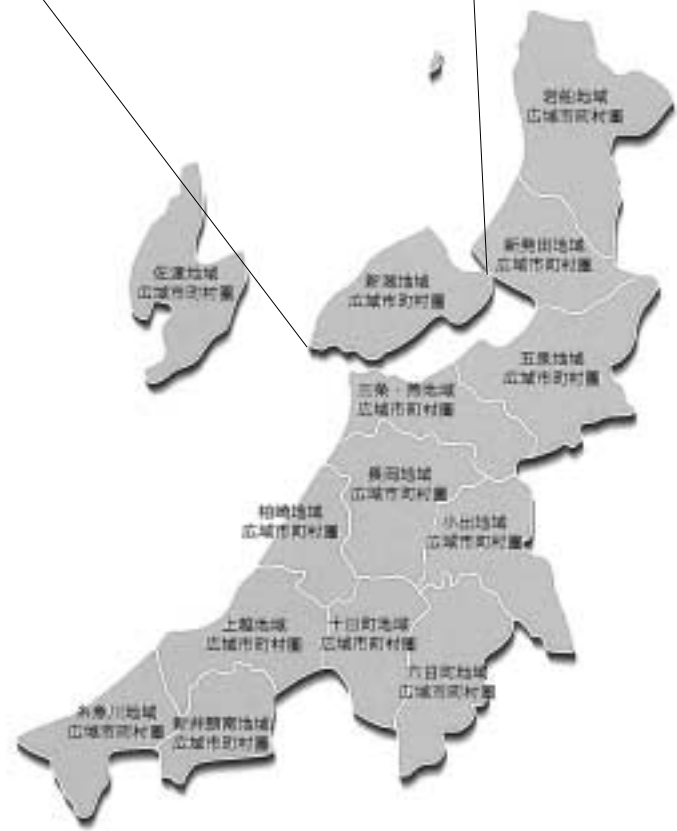 岩船地域
広域市町村圏
新発田地域
広域市町村圏
佐渡地域
広域市町村圏
新潟地域
広域市町村圏
五泉地域
広域市町村圏
三条・燕地域
広域市町村圏
長岡地域
広域市町村圏
柏崎地域
広域市町村圏
小出地域
広域市町村圏
上越地域
広域市町村圏
十日町地域
広域市町村圏
六日町地域
広域市町村圏
糸魚川地域
広域市町村圏
新井頸南地域
広域市町村圏